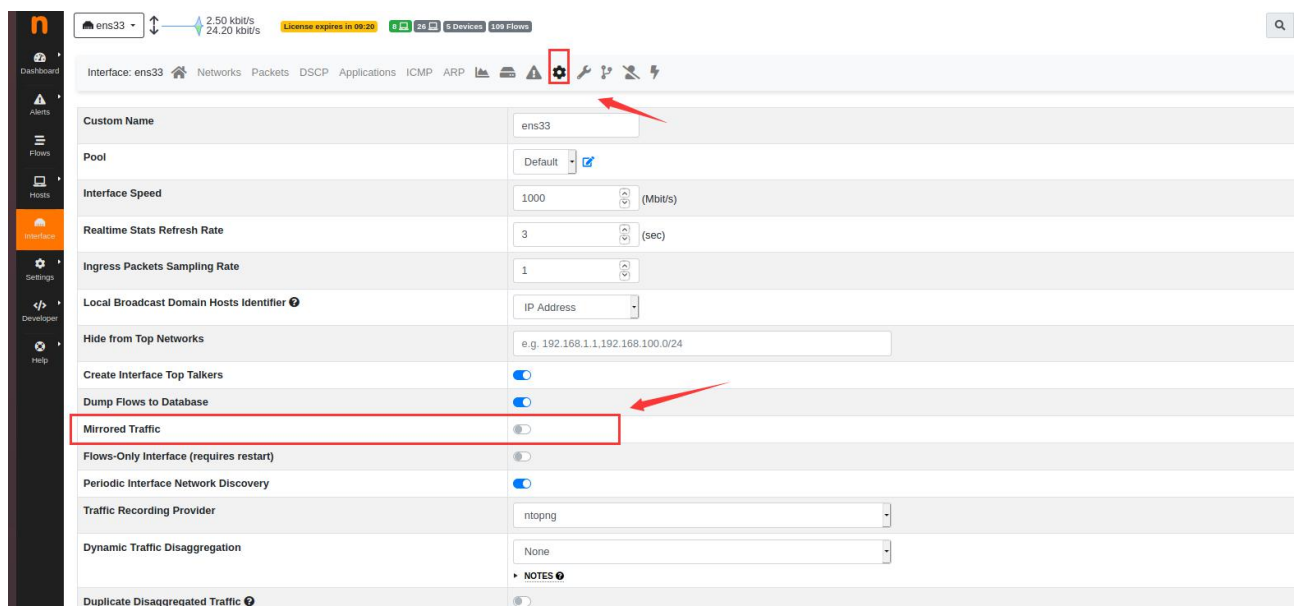 n
ens33
2.50 kbit/s
24.20 kbit/s
License expires in 09:20
8
26
5 Devices
109 Flows
Dashboard
Alerts
Flows
Hosts
Interface
Settings
Developer
Help
Interface: ens33 Networks Packets DSCP Applications ICMP ARP
Custom Name ens33
Pool Default
Interface Speed 1000 (Mbit/s)
Realtime Stats Refresh Rate 3 (sec)
Ingress Packets Sampling Rate 1
Local Broadcast Domain Hosts Identifier IP Address
Hide from Top Networks e.g. 192.168.1.1,192.168.100.0/24
Create Interface Top Talkers
Dump Flows to Database
Mirrored Traffic
Flows-Only Interface (requires restart)
Periodic Interface Network Discovery
Traffic Recording Provider ntopng
Dynamic Traffic Disaggregation None
NOTES
Duplicate Disaggregated Traffic